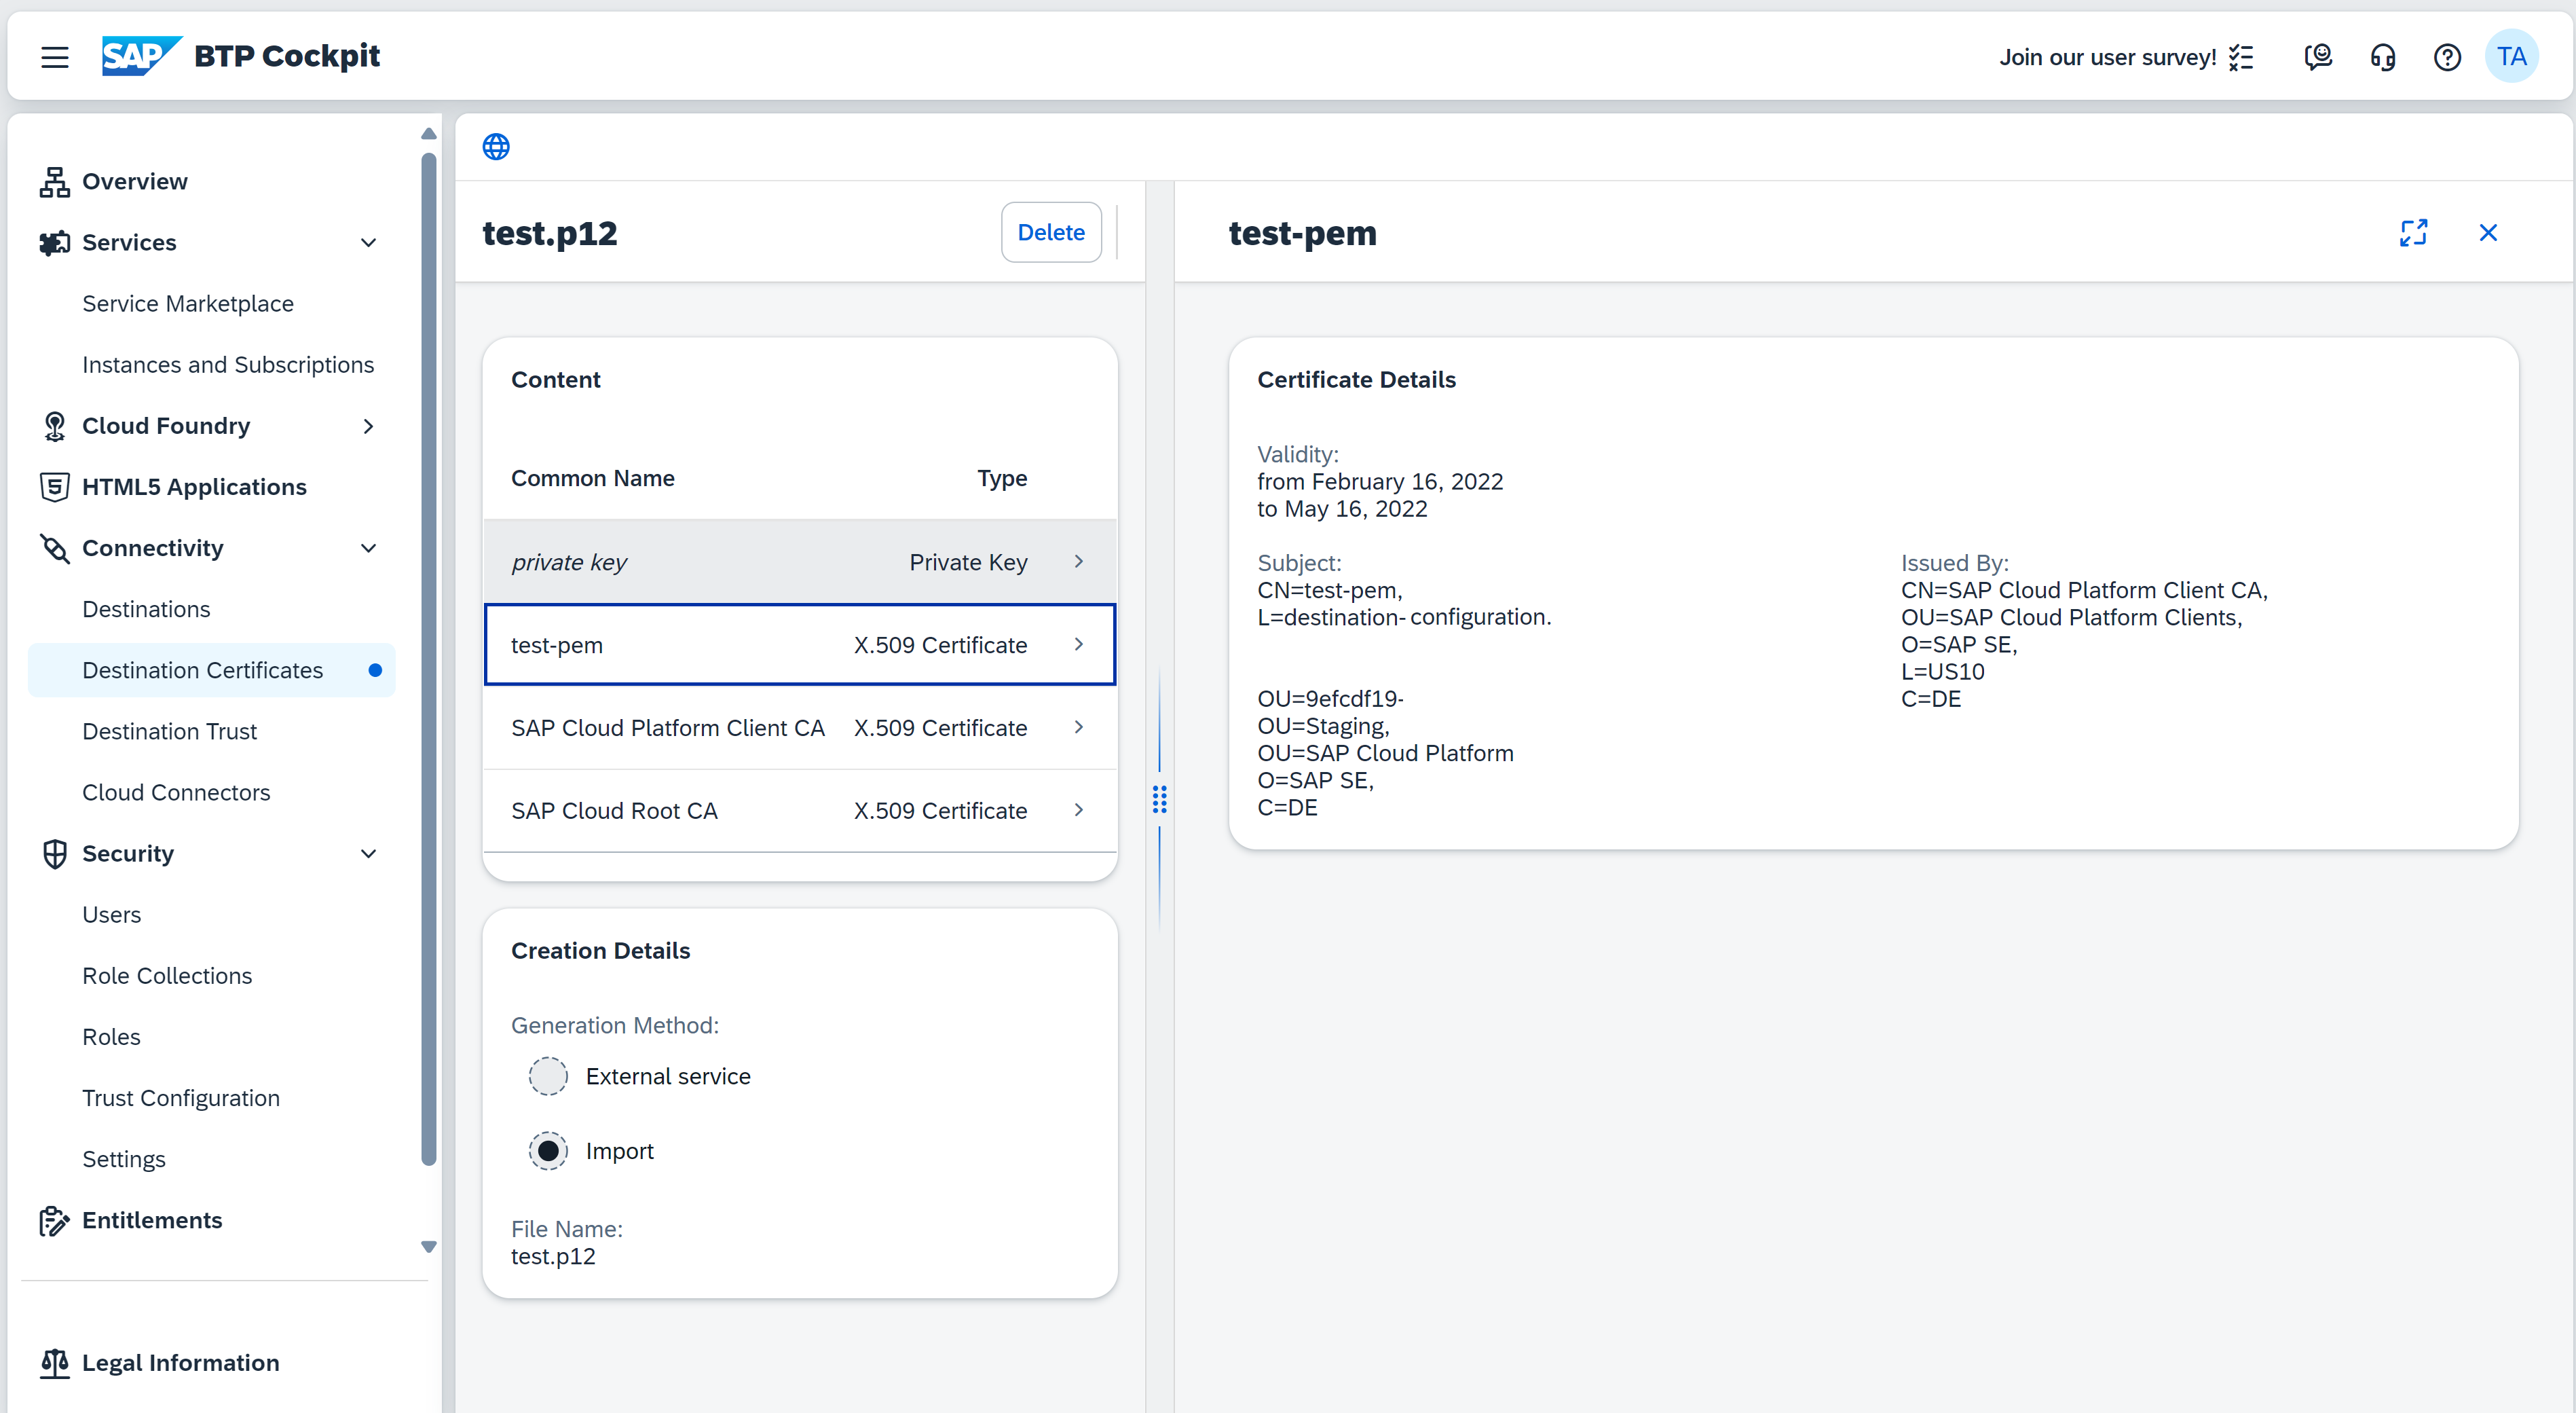 SAP BTP Cockpit
Join our user survey!
TA
Overview
Services
Service Marketplace
Instances and Subscriptions
Cloud Foundry
HTML5 Applications
Connectivity
Destinations
Destination Certificates
Destination Trust
Cloud Connectors
Security
Users
Role Collections
Roles
Trust Configuration
Settings
Entitlements
Legal Information
test.p12
Delete
Content
Common Name Type
private key Private Key
test-pem X.509 Certificate
SAP Cloud Platform Client CA X.509 Certificate
SAP Cloud Root CA X.509 Certificate
Creation Details
Generation Method:
External service
Import
File Name:
test.p12
test-pem
Certificate Details
Validity:
from February 16, 2022
to May 16, 2022
Subject:
CN=test-pem,
L=destination-configuration.
OU=9efcdf19-
OU=Staging,
OU=SAP Cloud Platform
O=SAP SE,
C=DE
Issued By:
CN=SAP Cloud Platform Client CA,
OU=SAP Cloud Platform Clients,
O=SAP SE,
L=US10
C=DE